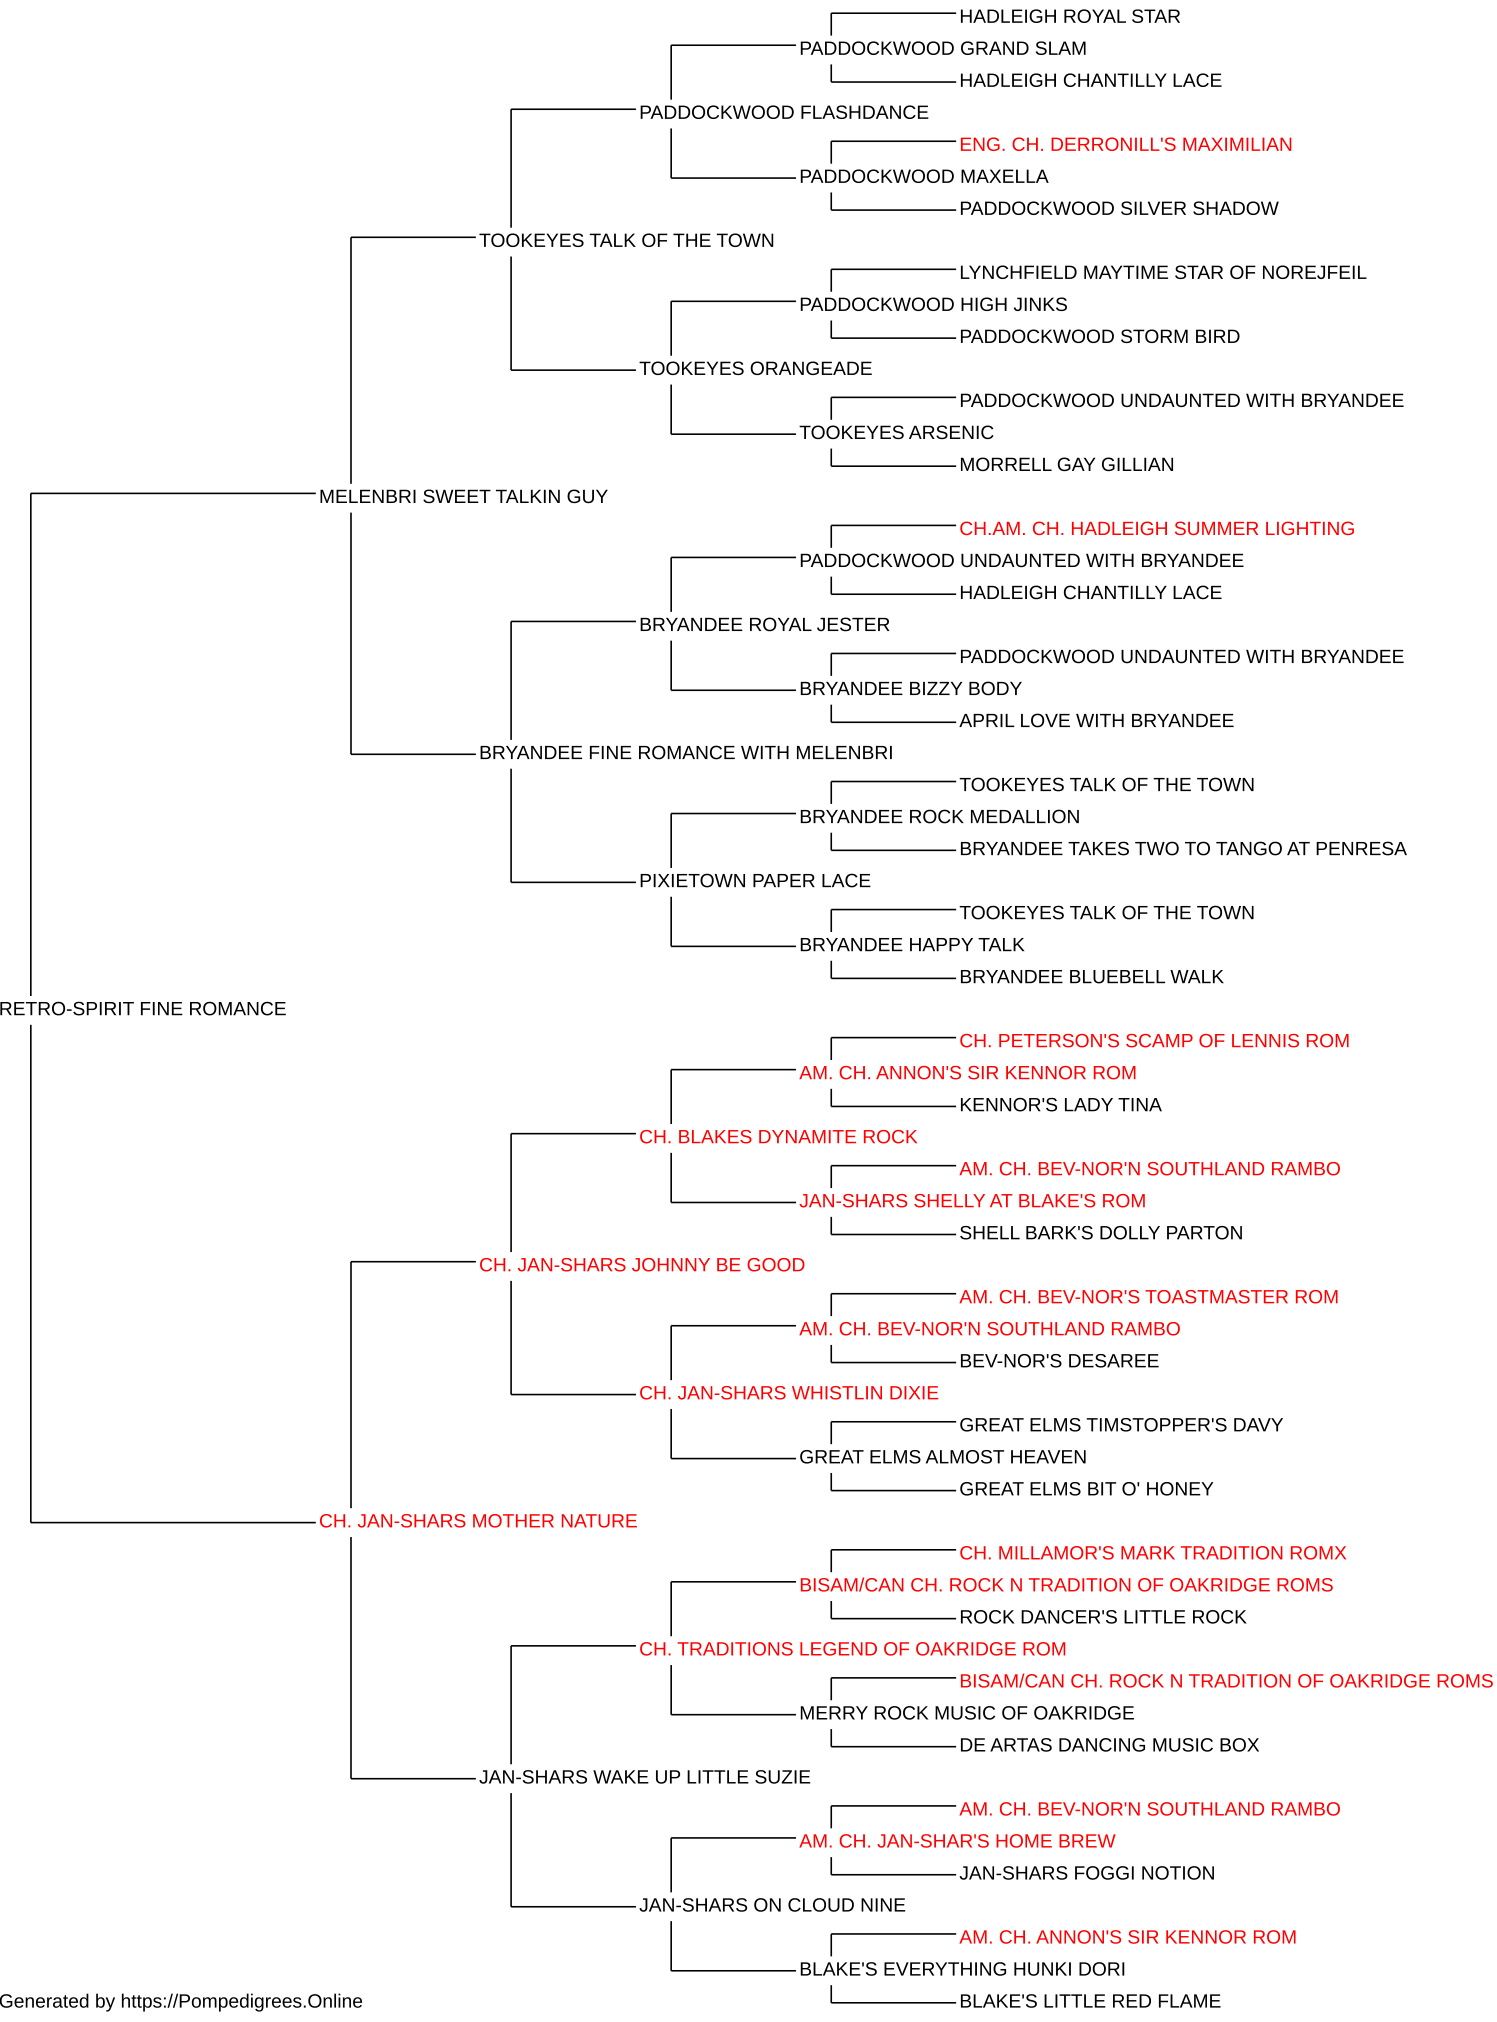 HADLEIGH ROYAL STAR
PADDOCKWOOD GRAND SLAM
HADLEIGH CHANTILLY LACE
PADDOCKWOOD FLASHDANCE
ENG. CH. DERRONILL'S MAXIMILIAN
PADDOCKWOOD MAXELLA
PADDOCKWOOD SILVER SHADOW
TOOKEYES TALK OF THE TOWN
LYNCHFIELD MAYTIME STAR OF NOREJFEIL
PADDOCKWOOD HIGH JINKS
PADDOCKWOOD STORM BIRD
TOOKEYES ORANGEADE
PADDOCKWOOD UNDAUNTED WITH BRYANDEE
TOOKEYES ARSENIC
MORRELL GAY GILLIAN
MELENBRI SWEET TALKIN GUY
CH.AM. CH. HADLEIGH SUMMER LIGHTING
PADDOCKWOOD UNDAUNTED WITH BRYANDEE
HADLEIGH CHANTILLY LACE
BRYANDEE ROYAL JESTER
PADDOCKWOOD UNDAUNTED WITH BRYANDEE
BRYANDEE BIZZY BODY
APRIL LOVE WITH BRYANDEE
BRYANDEE FINE ROMANCE WITH MELENBRI
TOOKEYES TALK OF THE TOWN
BRYANDEE ROCK MEDALLION
BRYANDEE TAKES TWO TO TANGO AT PENRESA
PIXIETOWN PAPER LACE
TOOKEYES TALK OF THE TOWN
BRYANDEE HAPPY TALK
BRYANDEE BLUEBELL WALK
RETRO-SPIRIT FINE ROMANCE
CH. PETERSON'S SCAMP OF LENNIS ROM
AM. CH. ANNON'S SIR KENNOR ROM
KENNOR'S LADY TINA
CH. BLAKES DYNAMITE ROCK
AM. CH. BEV-NOR'N SOUTHLAND RAMBO
JAN-SHARS SHELLY AT BLAKE'S ROM
SHELL BARK'S DOLLY PARTON
CH. JAN-SHARS JOHNNY BE GOOD
AM. CH. BEV-NOR'S TOASTMASTER ROM
AM. CH. BEV-NOR'N SOUTHLAND RAMBO
BEV-NOR'S DESAREE
CH. JAN-SHARS WHISTLIN DIXIE
GREAT ELMS TIMSTOPPER'S DAVY
GREAT ELMS ALMOST HEAVEN
GREAT ELMS BIT O' HONEY
CH. JAN-SHARS MOTHER NATURE
CH. MILLAMOR'S MARK TRADITION ROMX
BISAM/CAN CH. ROCK N TRADITION OF OAKRIDGE ROMS
ROCK DANCER'S LITTLE ROCK
CH. TRADITIONS LEGEND OF OAKRIDGE ROM
BISAM/CAN CH. ROCK N TRADITION OF OAKRIDGE ROMS
MERRY ROCK MUSIC OF OAKRIDGE
DE ARTAS DANCING MUSIC BOX
JAN-SHARS WAKE UP LITTLE SUZIE
AM. CH. BEV-NOR'N SOUTHLAND RAMBO
AM. CH. JAN-SHAR'S HOME BREW
JAN-SHARS FOGGI NOTION
JAN-SHARS ON CLOUD NINE
AM. CH. ANNON'S SIR KENNOR ROM
BLAKE'S EVERYTHING HUNKI DORI
BLAKE'S LITTLE RED FLAME
Generated by https://Pompedigrees.Online